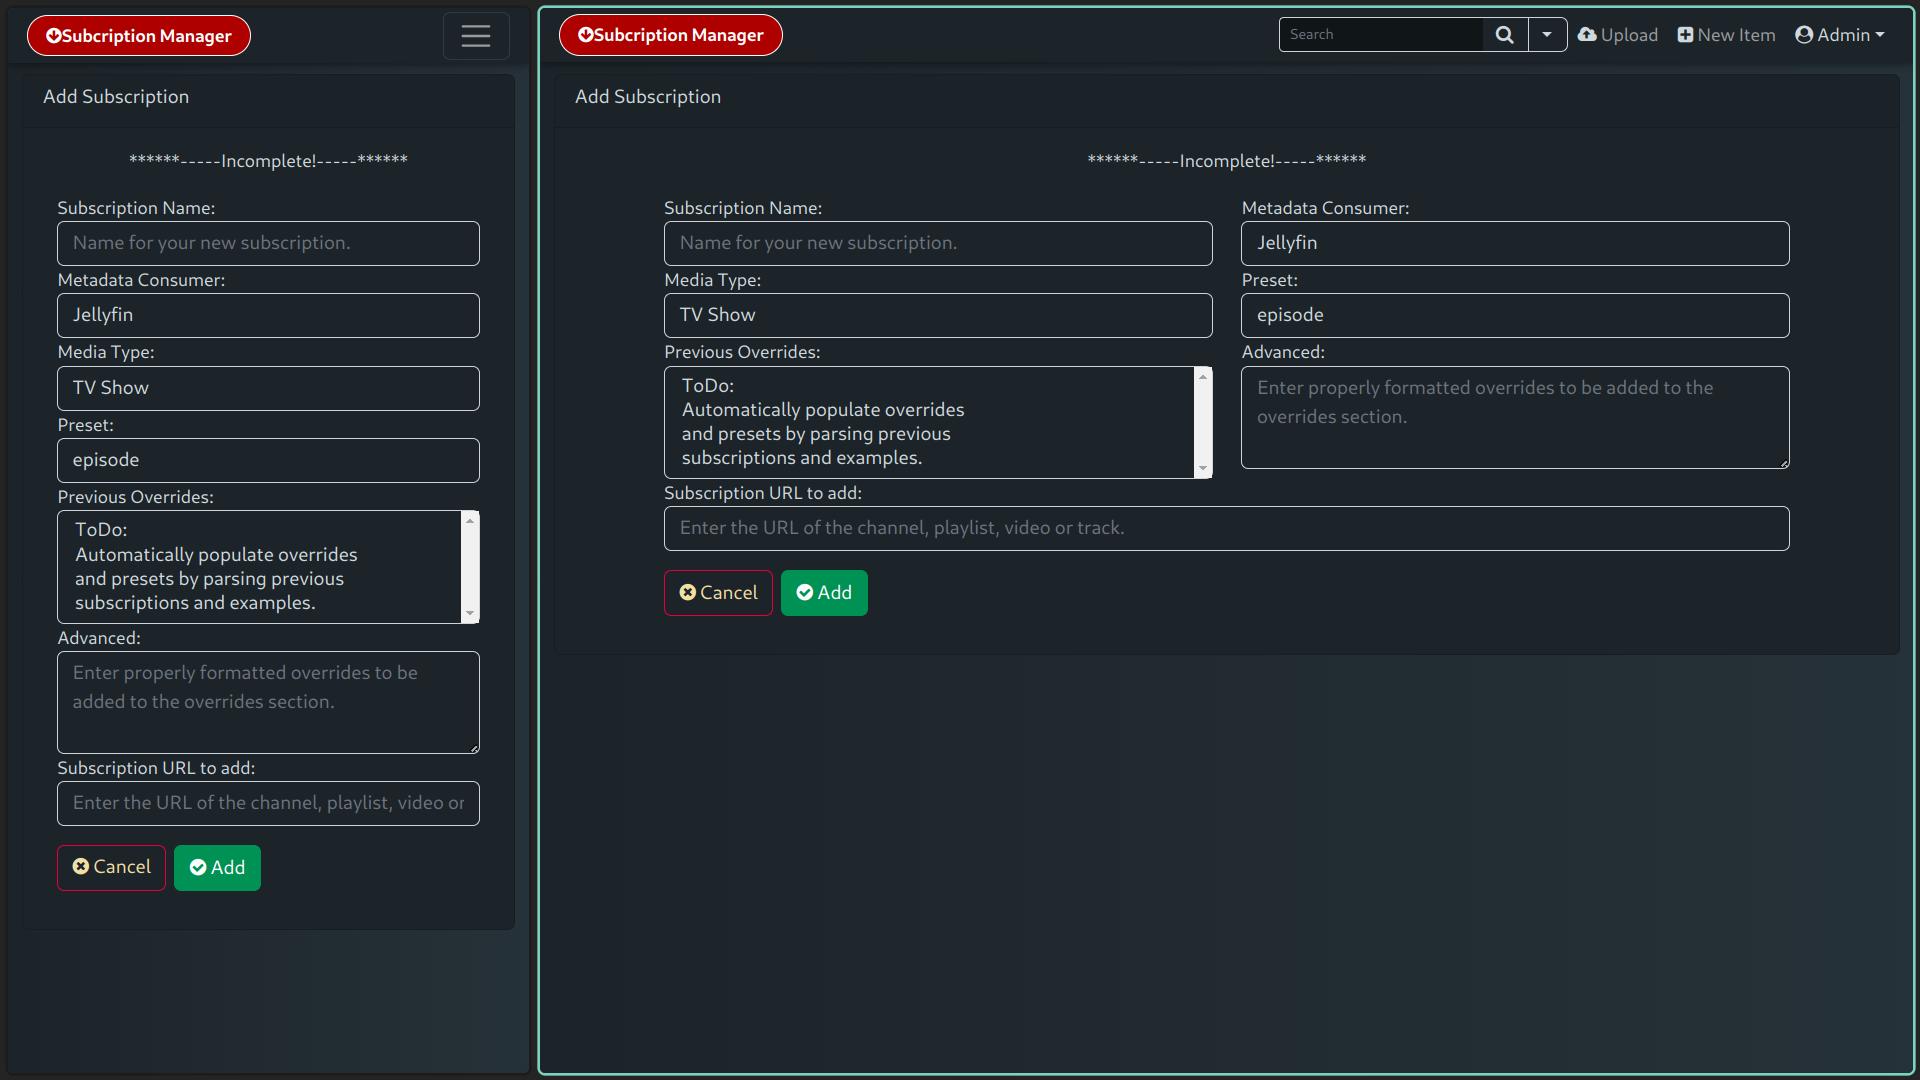 Subcription Manager
Add Subscription
******-----Incomplete!-----******
Subscription Name:
Name for your new subscription.
Metadata Consumer:
Jellyfin
Media Type:
TV Show
Preset:
episode
Previous Overrides:
ToDo:
Automatically populate overrides
and presets by parsing previous
subscriptions and examples.
Advanced:
Enter properly formatted overrides to be
added to the overrides section.
Subscription URL to add:
Enter the URL of the channel, playlist, video or
Cancel Add
Subcription Manager
Search Upload New Item Admin
Add Subscription
******-----Incomplete!-----******
Subscription Name:
Name for your new subscription.
Metadata Consumer:
Jellyfin
Media Type:
TV Show
Preset:
episode
Previous Overrides:
ToDo:
Automatically populate overrides
and presets by parsing previous
subscriptions and examples.
Advanced:
Enter properly formatted overrides to be added to the
overrides section.
Subscription URL to add:
Enter the URL of the channel, playlist, video or track.
Cancel Add